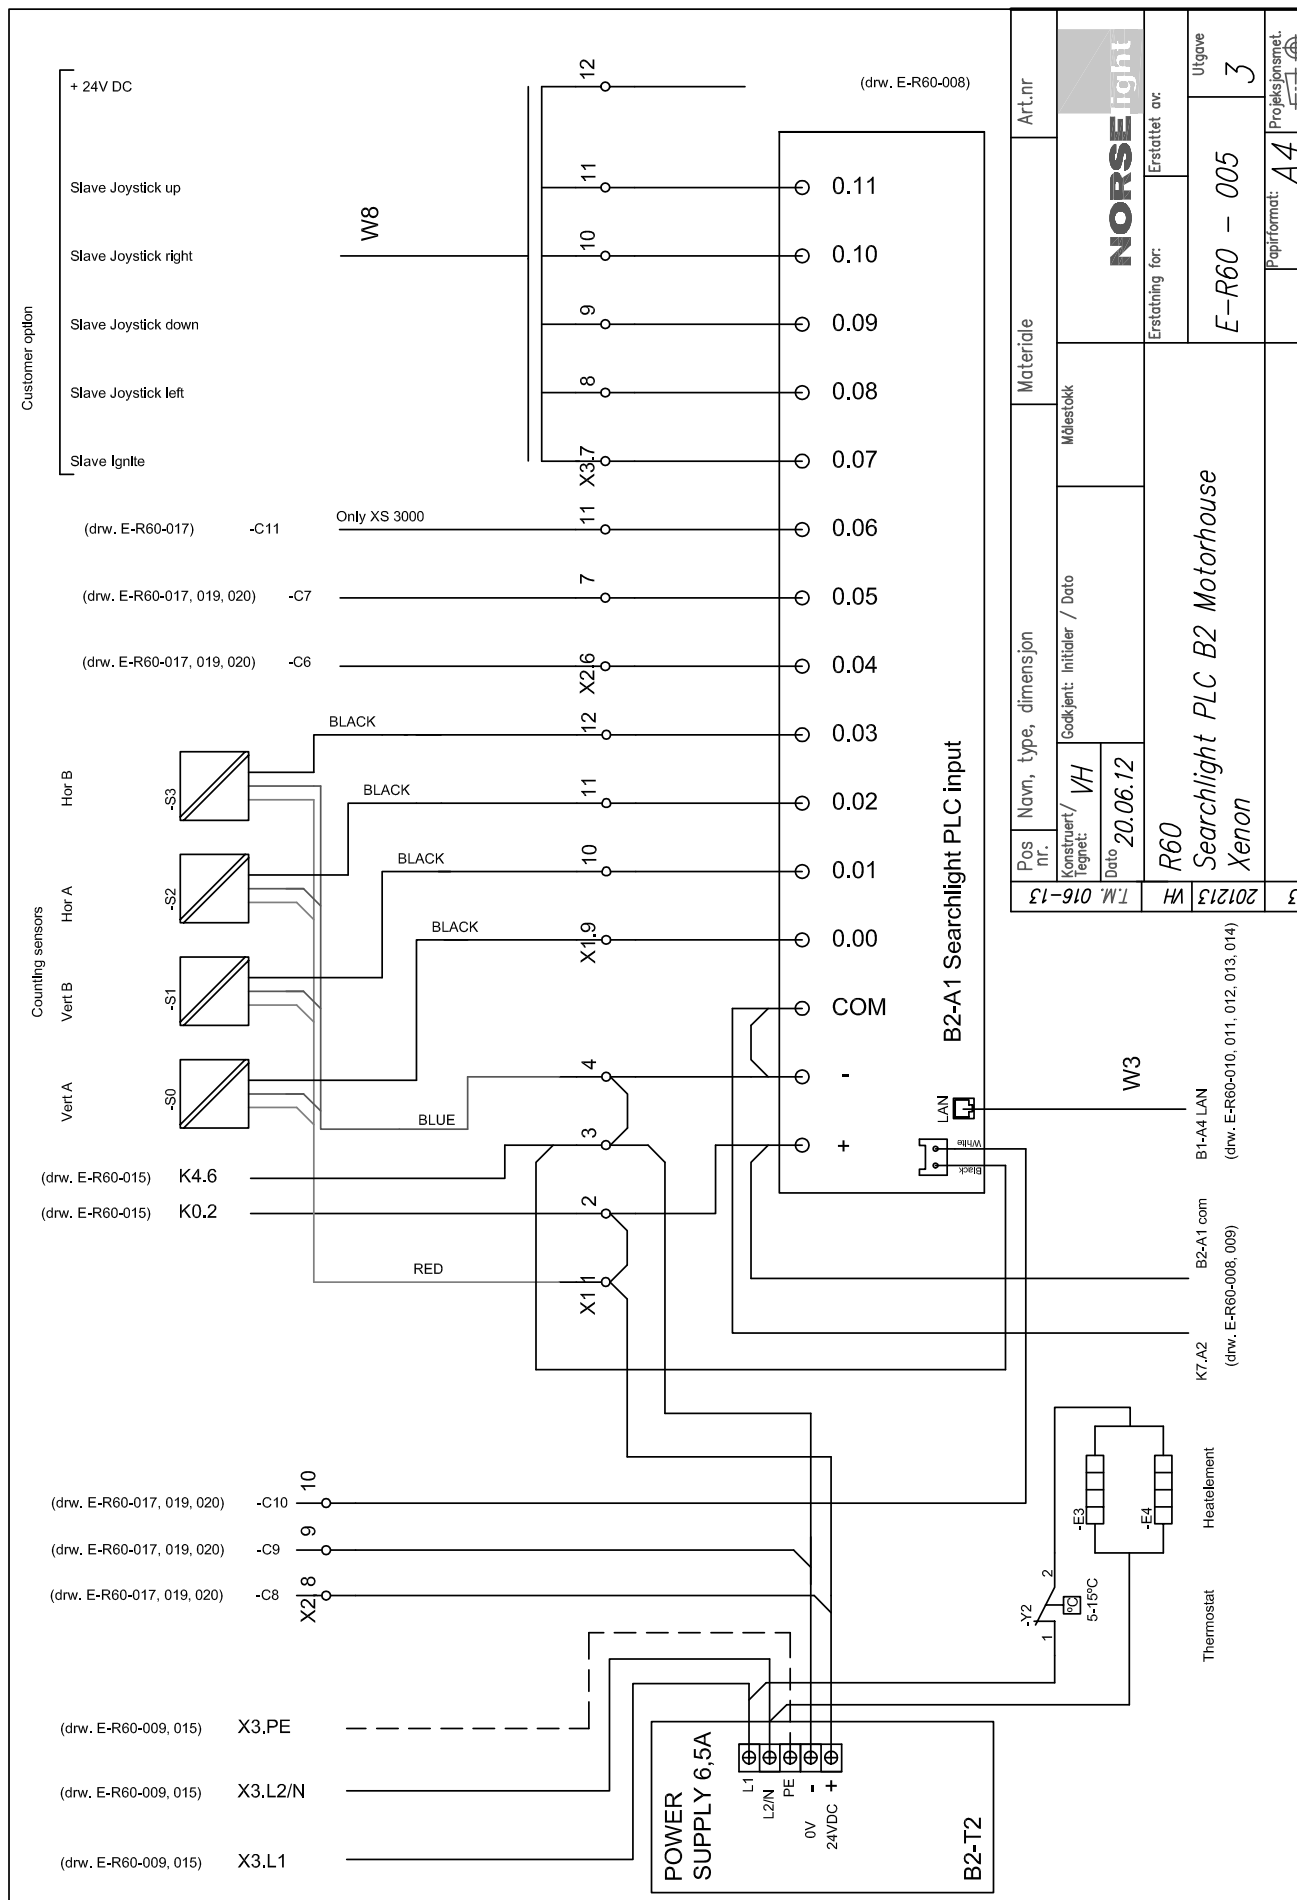 + 24V DC
12
(drw. E-R60-008)
Customer option
Slave Joystick up
11
0.11
W8
Slave Joystick right
10
0.10
Slave Joystick down
9
0.09
Slave Joystick left
8
0.08
Slave Ignite
X3.7
0.07
(drw. E-R60-017)
-C11
Only XS 3000
11
0.06
(drw. E-R60-017, 019, 020)
-C7
7
0.05
(drw. E-R60-017, 019, 020)
-C6
X2.6
0.04
Counting sensors
Hor B
-S3
BLACK
12
0.03
Hor A
-S2
BLACK
11
0.02
Vert B
-S1
BLACK
10
0.01
Vert A
-S0
BLACK
X1.9
0.00
COM
BLUE
4
-
3
+
B2-A1 Searchlight PLC input
LAN
White
Black
(drw. E-R60-015)
K4.6
(drw. E-R60-015)
K0.2
2
RED
X1.1
W3
B1-A4 LAN
(drw. E-R60-010, 011, 012, 013, 014)
B2-A1 com
K7.A2
(drw. E-R60-008, 009)
(drw. E-R60-017, 019, 020)
-C10
10
(drw. E-R60-017, 019, 020)
-C9
9
(drw. E-R60-017, 019, 020)
-C8
X2.8
-E3
-E4
Heatelement
-Y2
1
2
ºC
5-15ºC
Thermostat
(drw. E-R60-009, 015)
X3.PE
(drw. E-R60-009, 015)
X3.L2/N
(drw. E-R60-009, 015)
X3.L1
POWER
SUPPLY 6,5A
L1
L2/N
PE
-
0V
+
24VDC
B2-T2
Pos nr.
Navn, type, dimensjon
Materiale
Art.nr
Konstruert/ Tegnet:
VH
Godkjent: Initialer / Dato
Målestokk
NORSElight
Dato
20.06.12
R60
Searchlight PLC B2 Motorhouse
Xenon
Erstatning for:
Erstattet av:
E-R60 - 005
Utgave
3
Papirformat:
A4
Projeksjonsmet.
T.M. 016-13
VH
201213
3